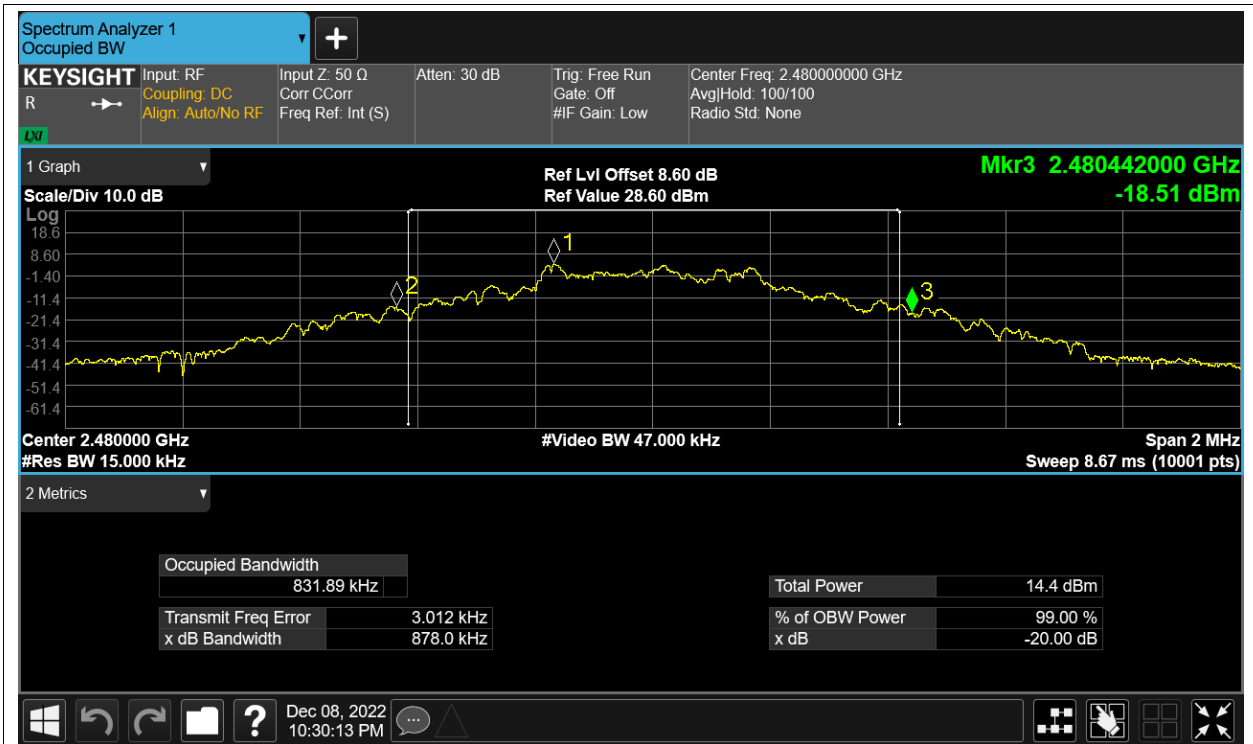 Spectrum Analyzer 1
Occupied BW
KEYSIGHT
R
LXI
Input: RF
Coupling: DC
Align: Auto/No RF
Input Z: 50 Ω
Corr CCorr
Freq Ref: Int (S)
Atten: 30 dB
Trig: Free Run
Gate: Off
#IF Gain: Low
Center Freq: 2.480000000 GHz
Avg|Hold: 100/100
Radio Std: None
1 Graph
Scale/Div 10.0 dB
Ref Lvl Offset 8.60 dB
Ref Value 28.60 dBm
Mkr3 2.480442000 GHz
-18.51 dBm
Log
18.6
8.60
-1.40
-11.4
-21.4
-31.4
-41.4
-51.4
-61.4
1
2
3
Center 2.480000 GHz
#Res BW 15.000 kHz
#Video BW 47.000 kHz
Span 2 MHz
Sweep 8.67 ms (10001 pts)
2 Metrics
Occupied Bandwidth
831.89 kHz
Transmit Freq Error 3.012 kHz
x dB Bandwidth 878.0 kHz
Total Power 14.4 dBm
% of OBW Power 99.00 %
x dB -20.00 dB
Dec 08, 2022
10:30:13 PM